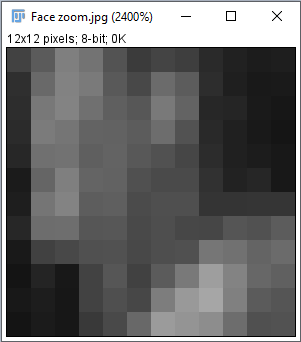 Face zoom.jpg (2400%)
12x12 pixels; 8-bit; 0K